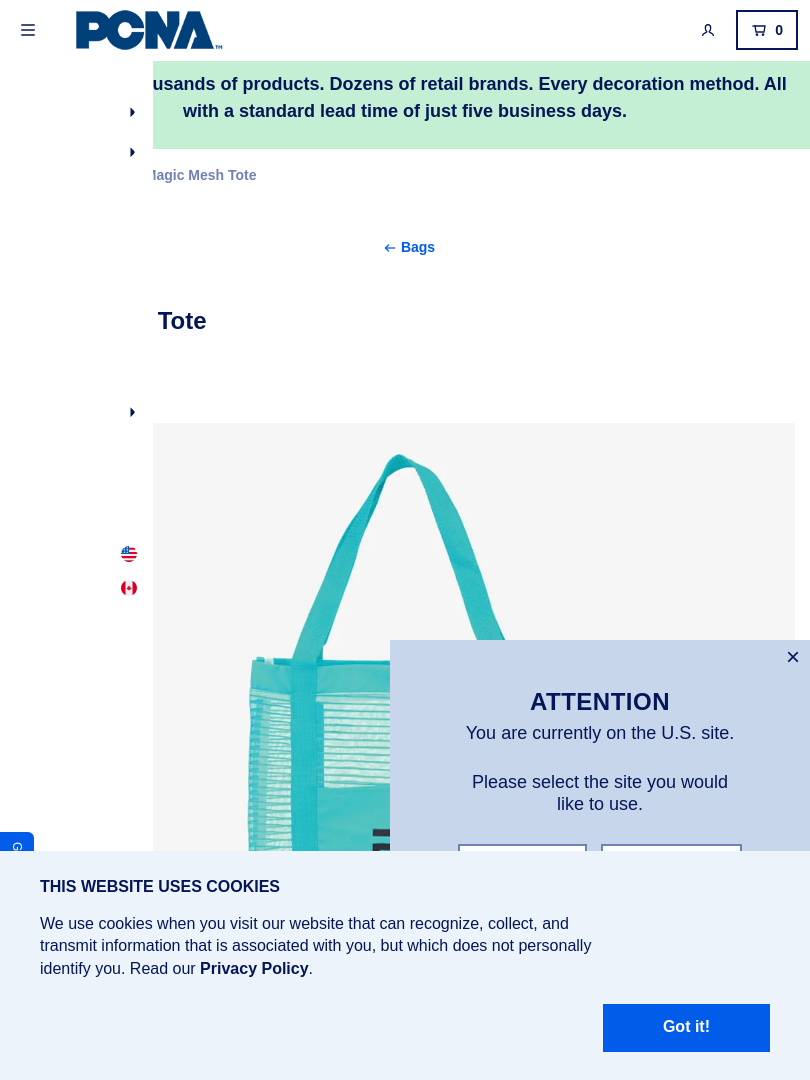 PCNA™
0
of products. Dozens of retail brands. Every decoration method. All
with a standard lead time of just five business days.
Mesh Tote
← Bags
Tote
×
ATTENTION
You are currently on the U.S. site.
Please select the site you would
like to use.
G
THIS WEBSITE USES COOKIES
We use cookies when you visit our website that can recognize, collect, and
transmit information that is associated with you, but which does not personally
identify you. Read our Privacy Policy.
Got it!